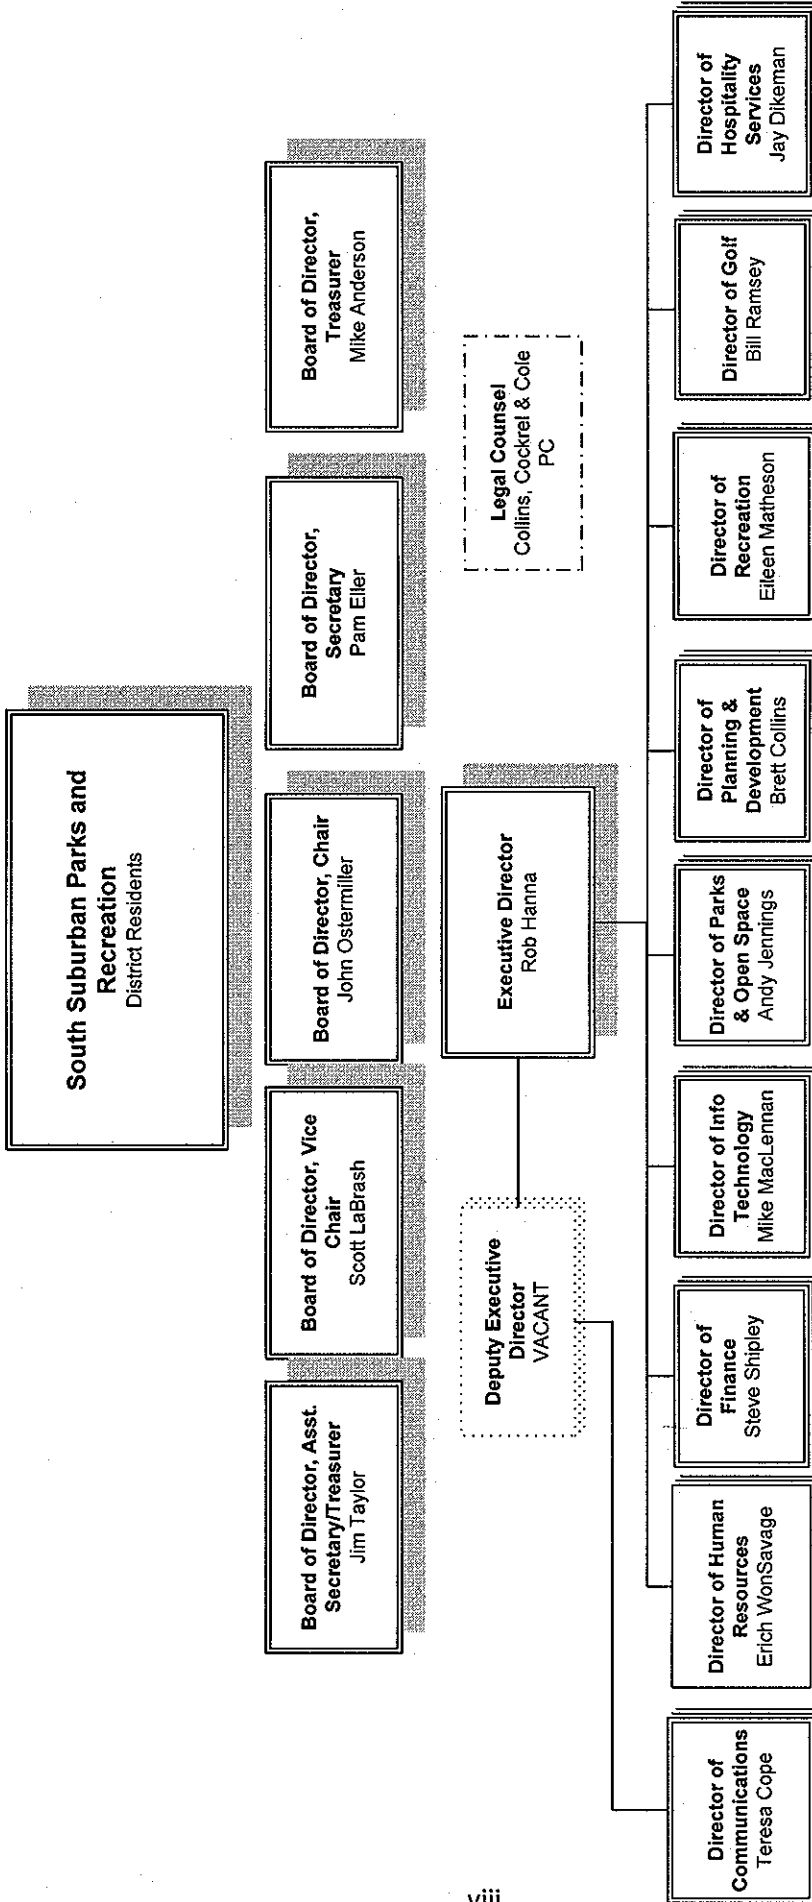 South Suburban Parks and
Recreation
District Residents
Board of Director, Asst.
Secretary/Treasurer
Jim Taylor
Board of Director, Vice
Chair
Scott LaBrash
Board of Director, Chair
John Ostermiller
Board of Director,
Secretary
Pam Eller
Board of Director,
Treasurer
Mike Anderson
Deputy Executive
Director
VACANT
Executive Director
Rob Hanna
Legal Counsel
Collins, Cockrel & Cole
PC
Director of
Communications
Teresa Cope
Director of Human
Resources
Erich WonSavage
Director of
Finance
Steve Shipley
Director of Info
Technology
Mike MacLennan
Director of Parks
& Open Space
Andy Jennings
Director of
Planning &
Development
Brett Collins
Director of
Recreation
Eileen Matheson
Director of Golf
Bill Ramsey
Director of
Hospitality
Services
Jay Dikeman
viii